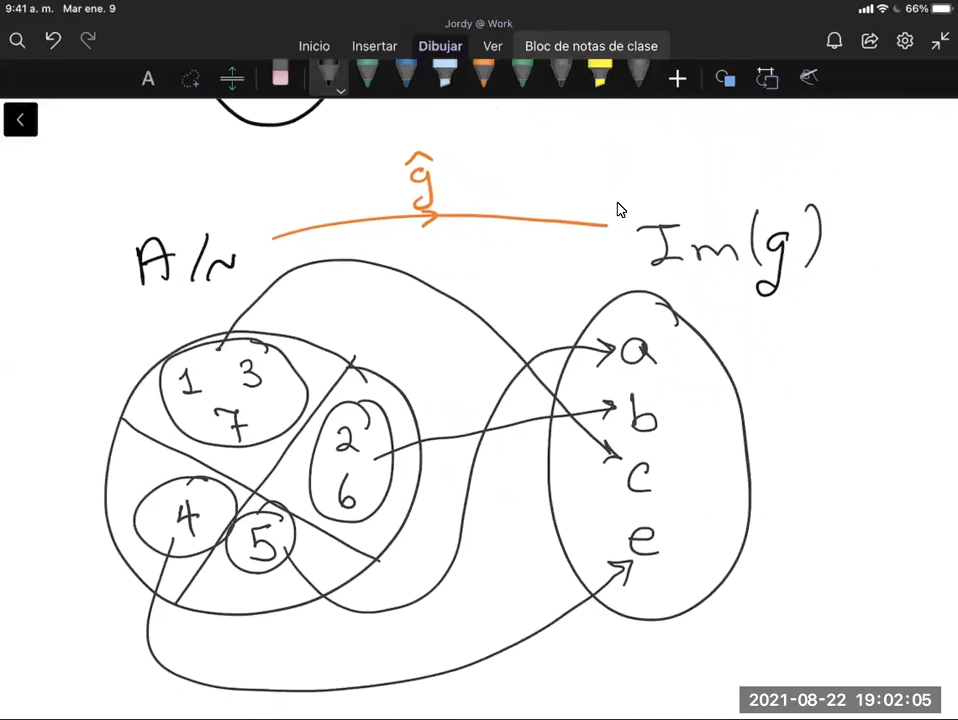 9:41 a. m. Mar ene. 9
66%
Jordy @ Work
Inicio Insertar Dibujar Ver Bloc de notas de clase
A
ĝ
A/~ Im(g)
1 3
7
2
6
4
5
a
b
c
e
2021-08-22 19:02:05